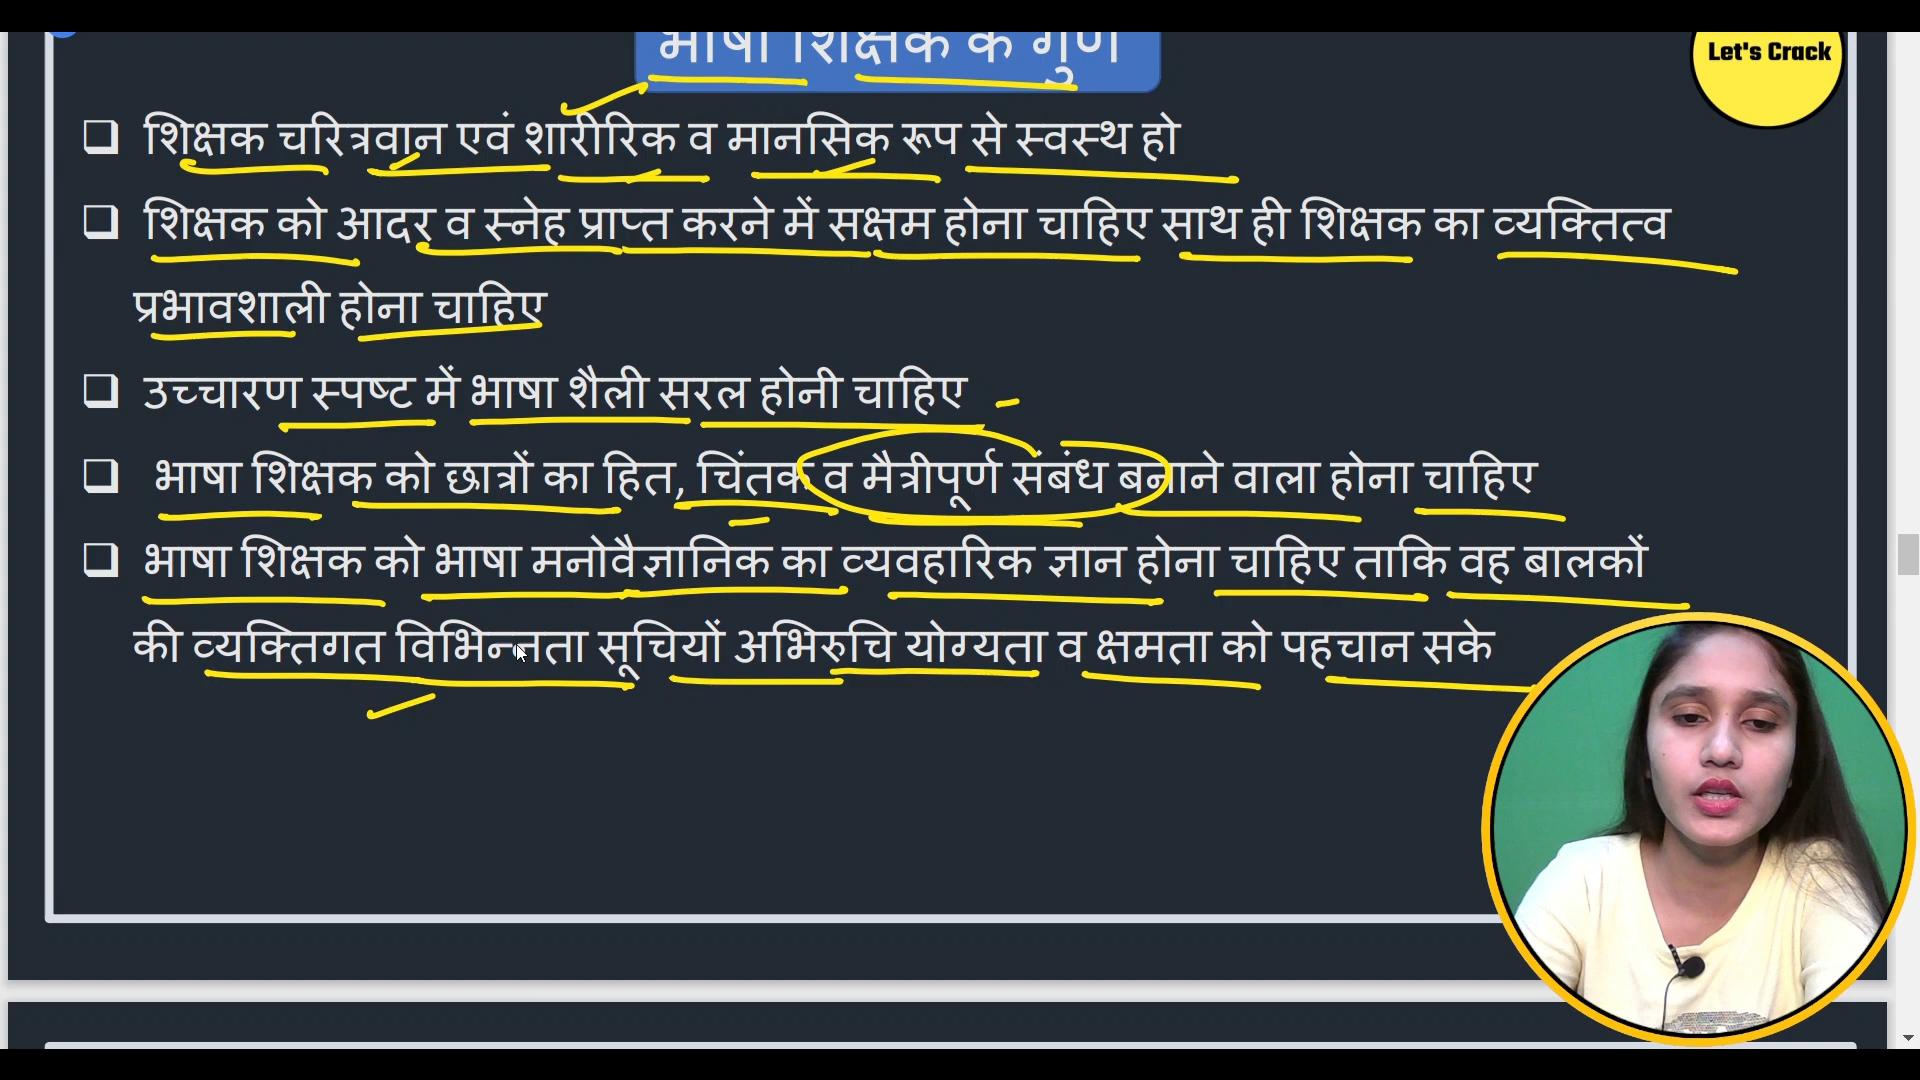 भाषा शिक्षक के गुण
Let's Crack
शिक्षक चरित्रवान एवं शारीरिक व मानसिक रूप से स्वस्थ हो
शिक्षक को आदर व स्नेह प्राप्त करने में सक्षम होना चाहिए साथ ही शिक्षक का व्यक्तित्व
प्रभावशाली होना चाहिए
उच्चारण स्पष्ट में भाषा शैली सरल होनी चाहिए
भाषा शिक्षक को छात्रों का हित, चिंतक व मैत्रीपूर्ण संबंध बनाने वाला होना चाहिए
भाषा शिक्षक को भाषा मनोवैज्ञानिक का व्यवहारिक ज्ञान होना चाहिए ताकि वह बालकों
की व्यक्तिगत विभिन्नता सूचियों अभिरुचि योग्यता व क्षमता को पहचान सके